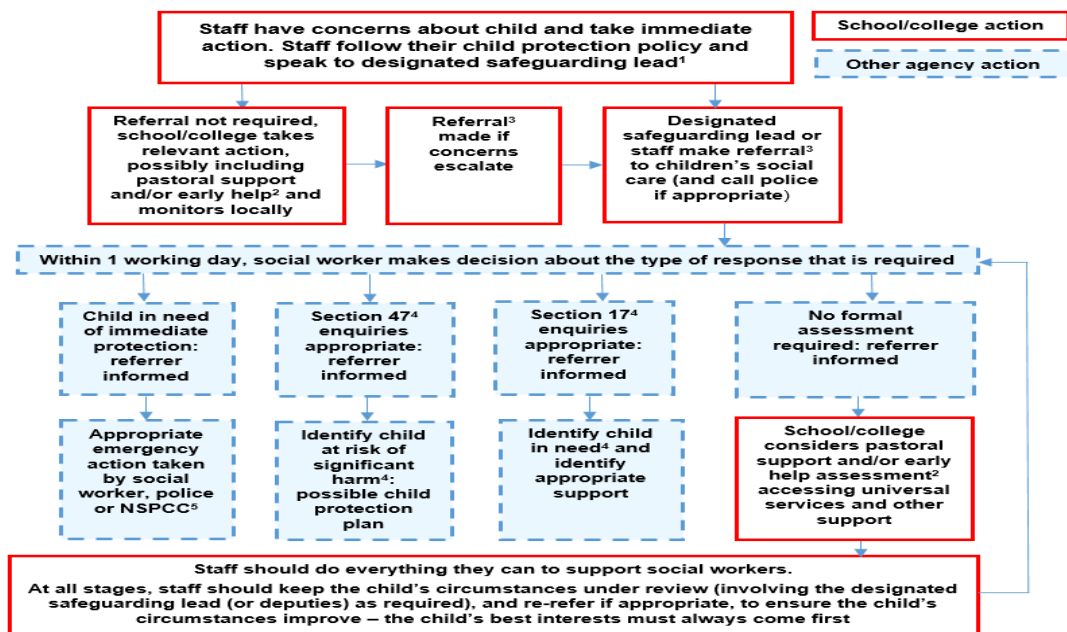 Staff have concerns about child and take immediate
action. Staff follow their child protection policy and
speak to designated safeguarding lead¹
School/college action
Other agency action
Referral not required,
school/college takes
relevant action,
possibly including
pastoral support
and/or early help² and
monitors locally
Referral³
made if
concerns
escalate
Designated
safeguarding lead or
staff make referral³
to children's social
care (and call police
if appropriate)
Within 1 working day, social worker makes decision about the type of response that is required
Child in need
of immediate
protection:
referrer
informed
Section 47⁴
enquiries
appropriate:
referrer
informed
Section 17⁴
enquiries
appropriate:
referrer
informed
No formal
assessment
required: referrer
informed
Appropriate
emergency
action taken
by social
worker, police
or NSPCC⁵
Identify child
at risk of
significant
harm⁴:
possible child
protection
plan
Identify child
in need⁴ and
identify
appropriate
support
School/college
considers pastoral
support and/or early
help assessment²
accessing universal
services and other
support
Staff should do everything they can to support social workers.
At all stages, staff should keep the child's circumstances under review (involving the designated
safeguarding lead (or deputies) as required), and re-refer if appropriate, to ensure the child's
circumstances improve – the child's best interests must always come first